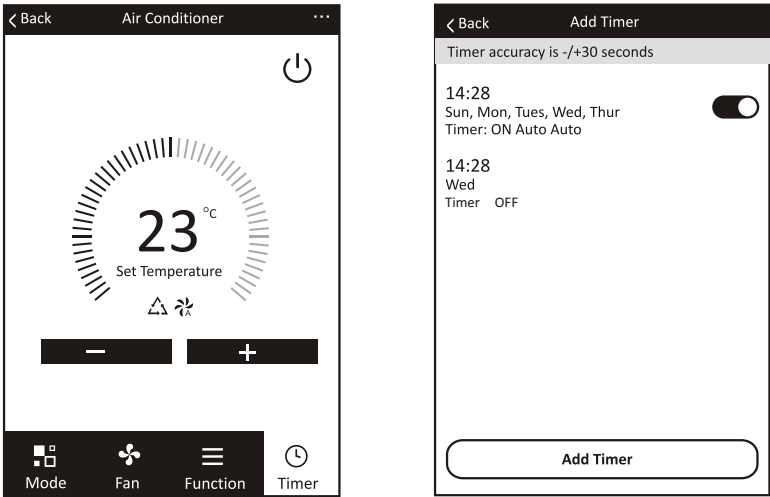 Back Air Conditioner ...
23 °C
Set Temperature
A
− +
Mode Fan Function Timer
Back Add Timer
Timer accuracy is -/+30 seconds
14:28
Sun, Mon, Tues, Wed, Thur
Timer: ON Auto Auto
14:28
Wed
Timer OFF
Add Timer